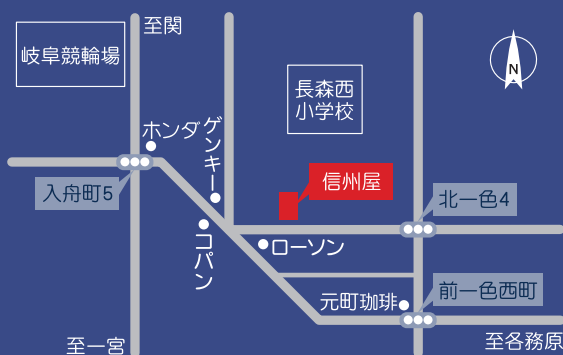 至関
岐阜競輪場
N
長森西
小学校
ホンダ
ゲンキー
入舟町5
信州屋
北一色4
コパン
ローソン
前一色西町
元町珈琲
至一宮
至各務原